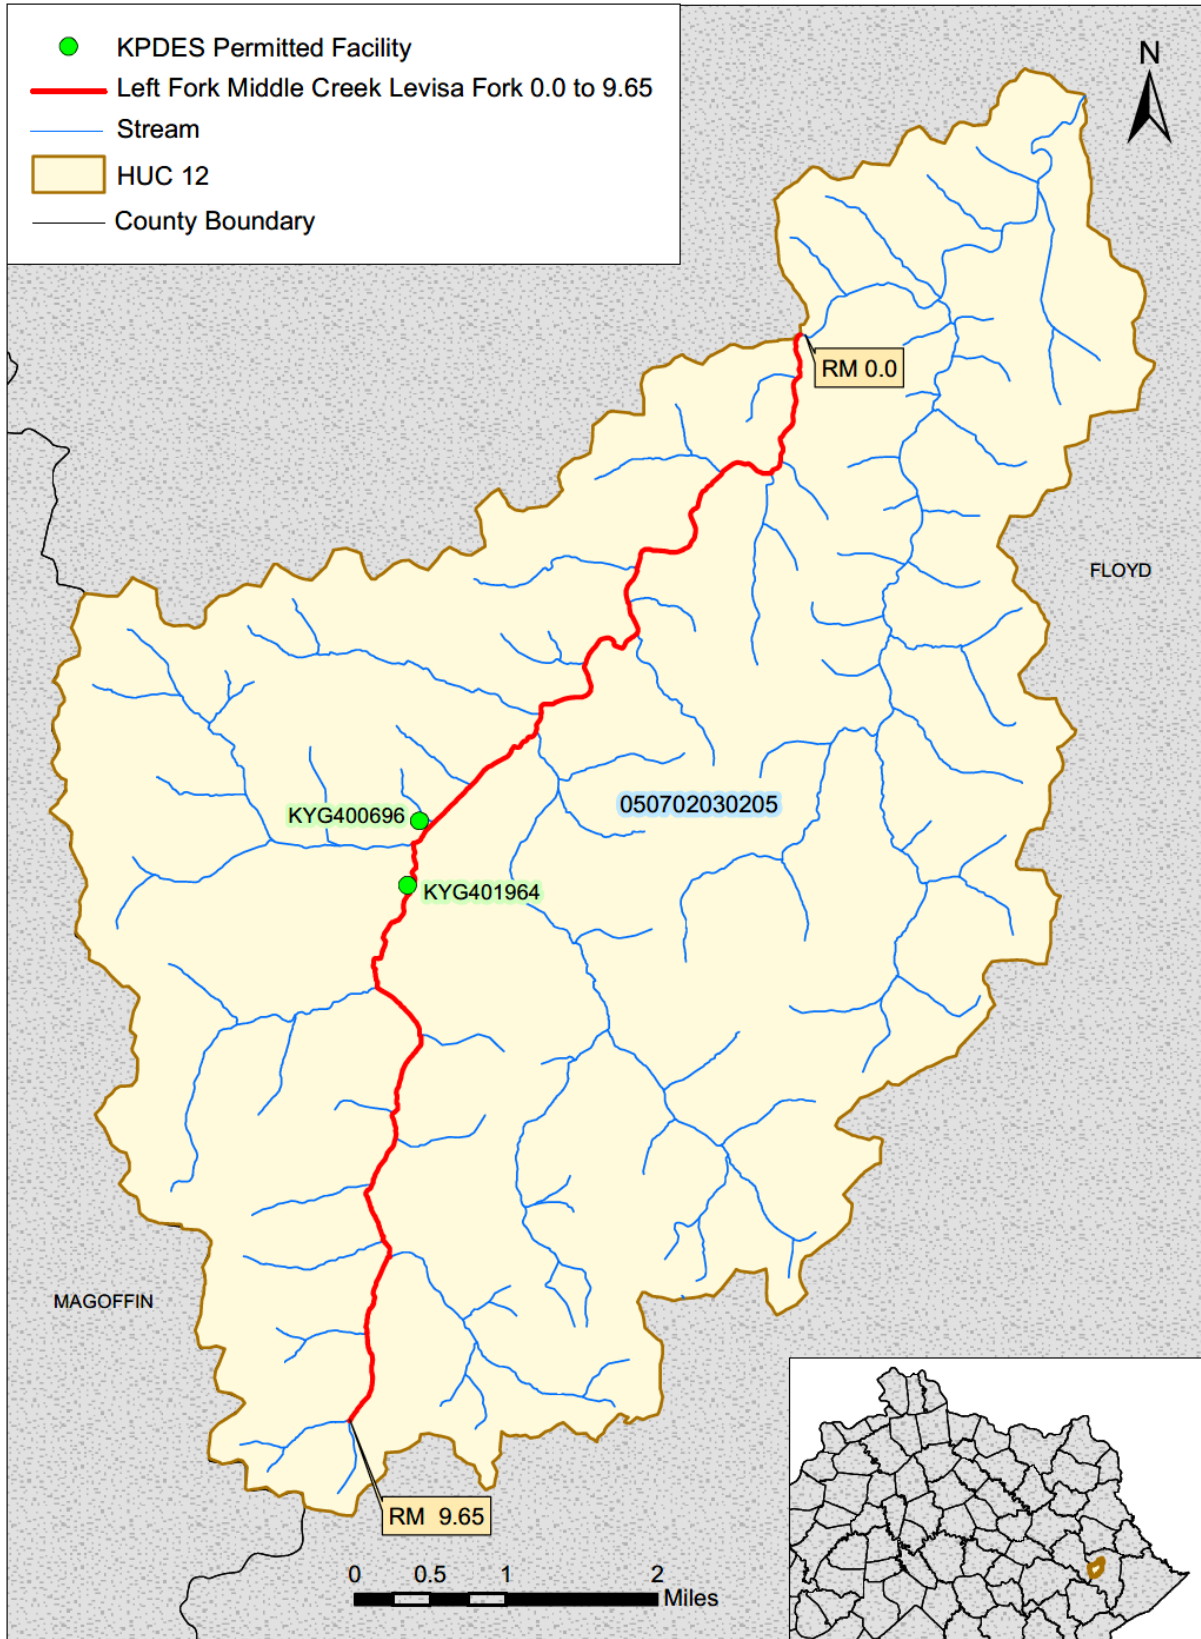 KPDES Permitted Facility
Left Fork Middle Creek Levisa Fork 0.0 to 9.65
Stream
HUC 12
County Boundary
N
RM 0.0
FLOYD
050702030205
KYG400696
KYG401964
MAGOFFIN
RM 9.65
0 0.5 1 2
Miles